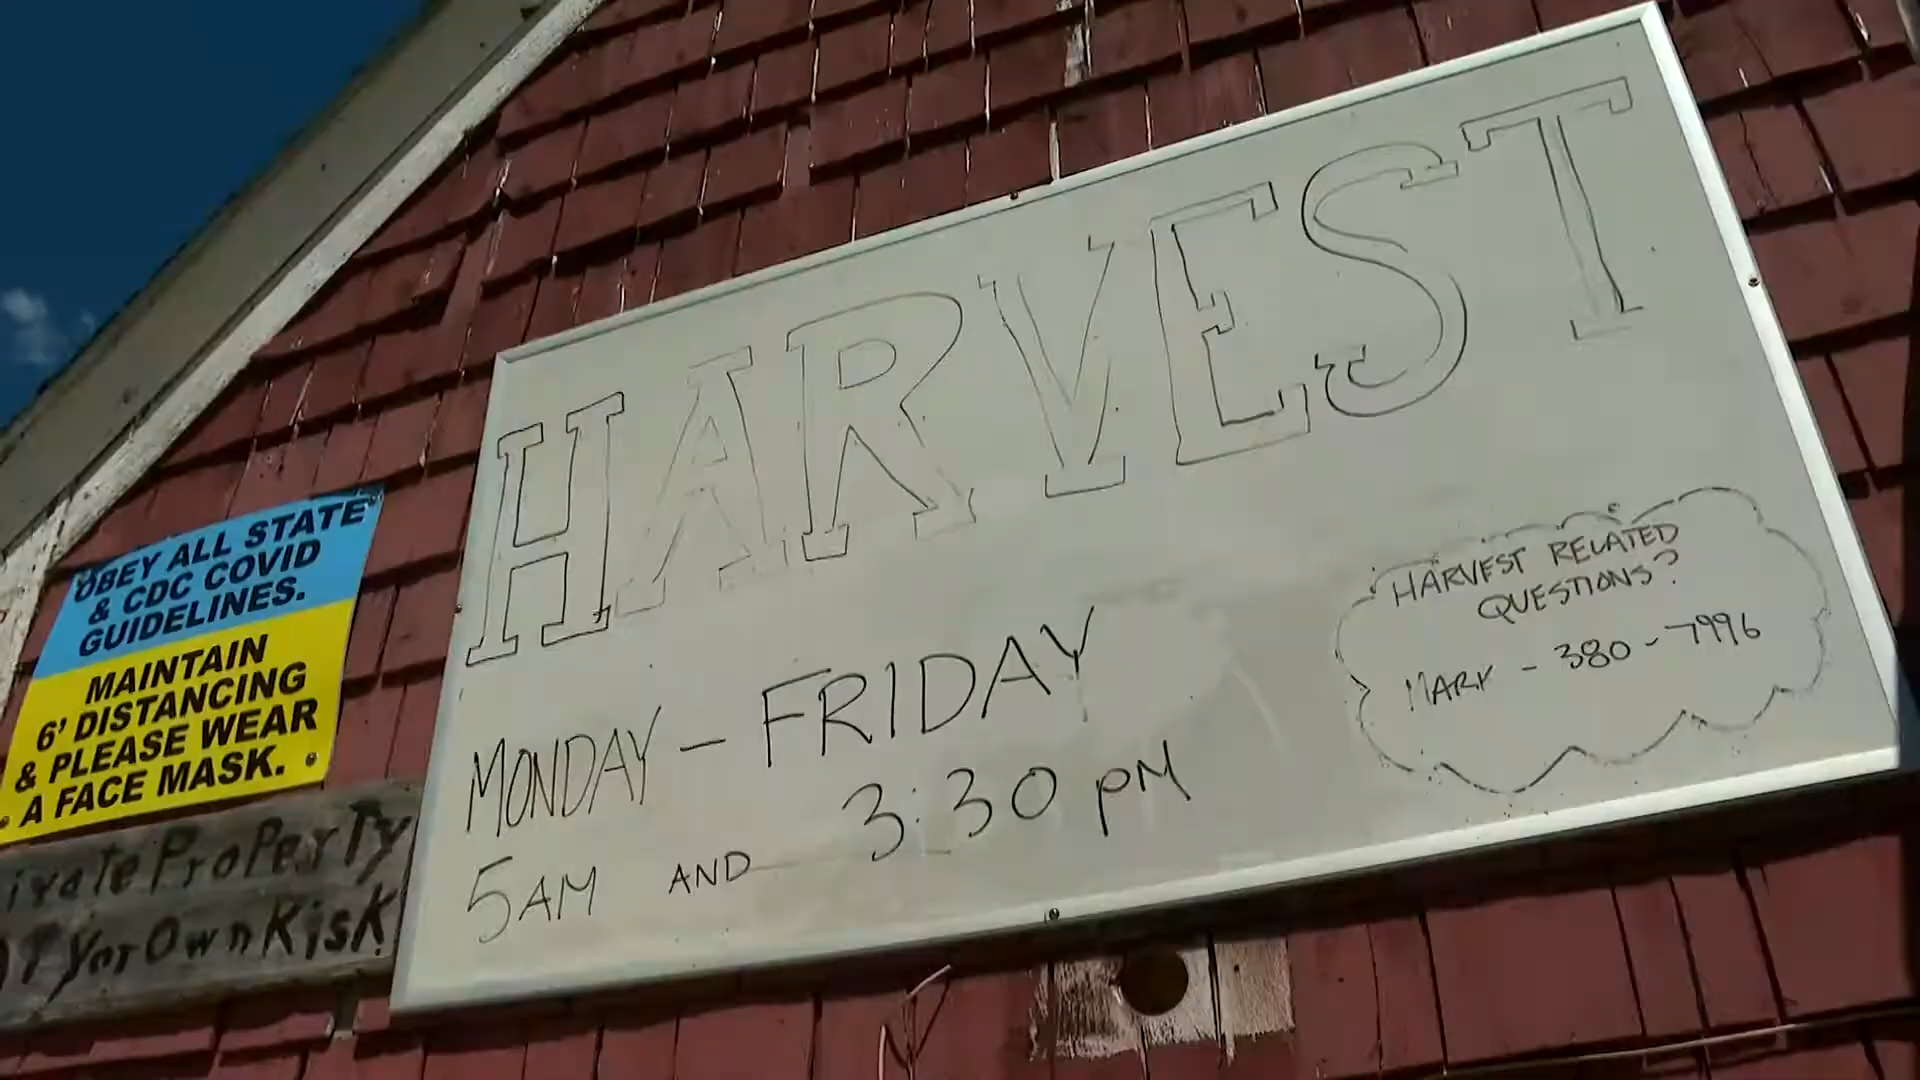 HARVEST
MONDAY - FRIDAY
5AM AND 3:30 PM
HARVEST RELATED
QUESTIONS?
MARK - 380-7996
OBEY ALL STATE
& CDC COVID
GUIDELINES.
MAINTAIN
6' DISTANCING
& PLEASE WEAR
A FACE MASK.
ProPerTy
Own Risk